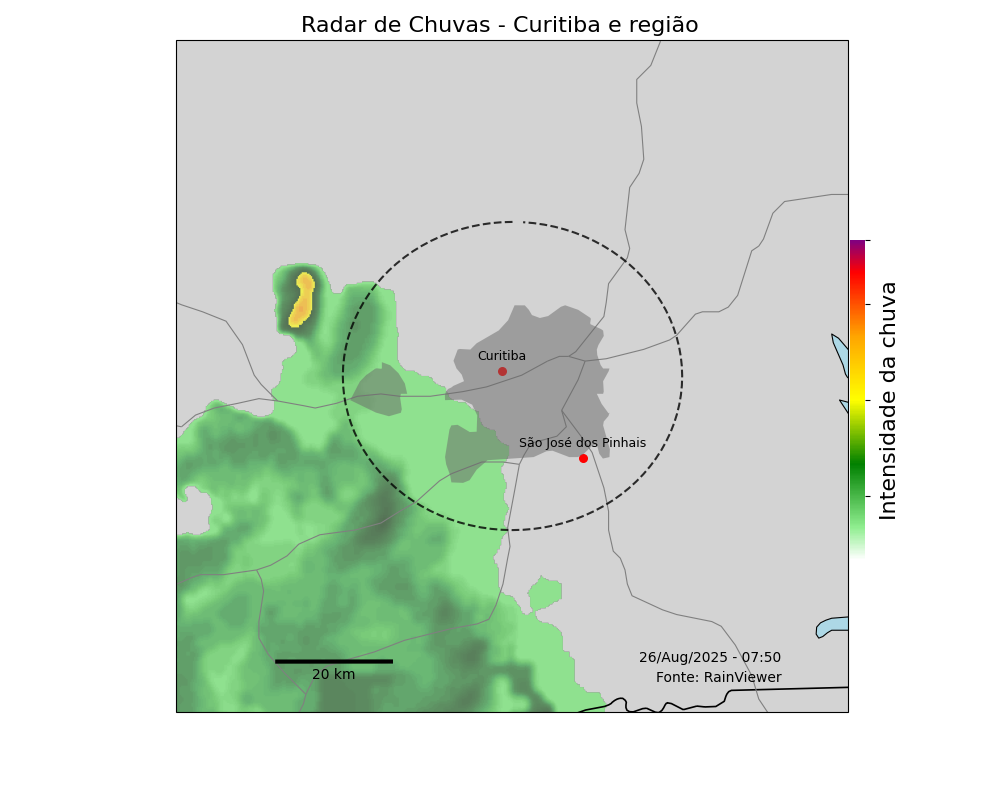 Radar de Chuvas - Curitiba e região
Curitiba
São José dos Pinhais
Intensidade da chuva
26/Aug/2025 - 07:50
Fonte: RainViewer
20 km